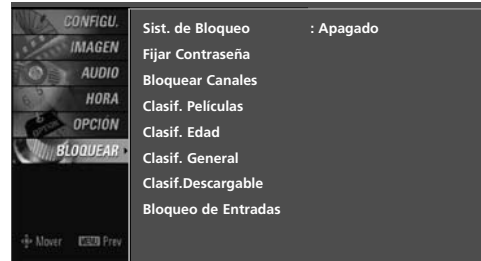 CONFIGU.
IMAGEN
AUDIO
HORA
OPCIÓN
BLOQUEAR
Mover MENU Prev
Sist. de Bloqueo : Apagado
Fijar Contraseña
Bloquear Canales
Clasif. Películas
Clasif. Edad
Clasif. General
Clasif.Descargable
Bloqueo de Entradas